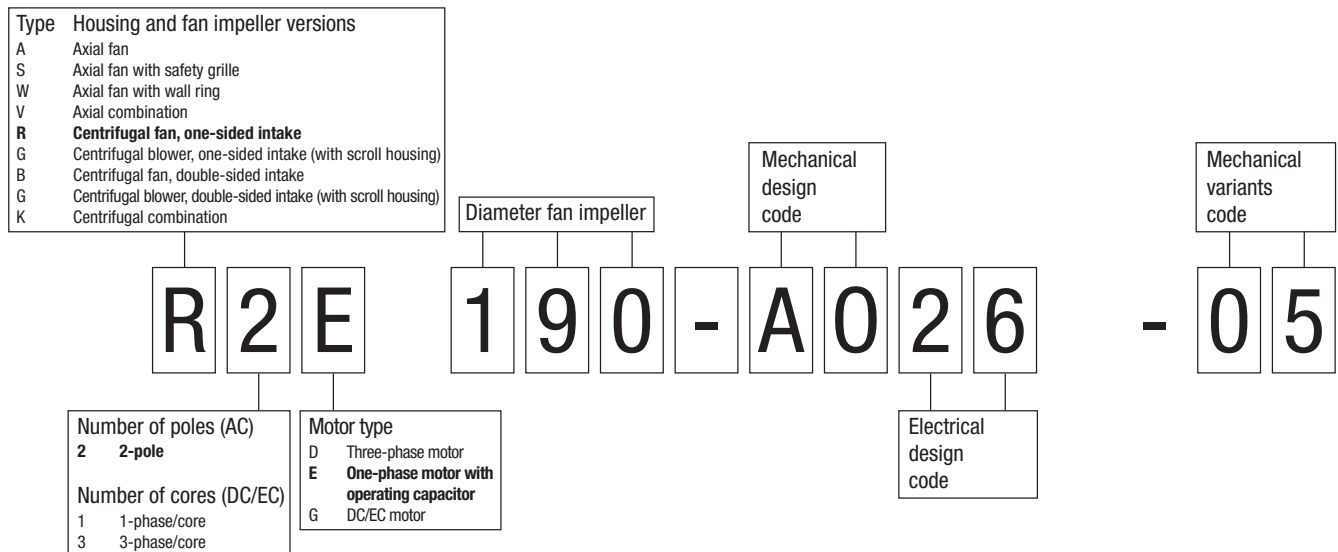 Type Housing and fan impeller versions
A Axial fan
S Axial fan with safety grille
W Axial fan with wall ring
V Axial combination
R Centrifugal fan, one-sided intake
G Centrifugal blower, one-sided intake (with scroll housing)
B Centrifugal fan, double-sided intake
G Centrifugal blower, double-sided intake (with scroll housing)
K Centrifugal combination
Diameter fan impeller
Mechanical
design
code
Mechanical
variants
code
R 2 E 1 9 0 - A O 2 6 - 0 5
Number of poles (AC)
2 2-pole
Number of cores (DC/EC)
1 1-phase/core
3 3-phase/core
Motor type
D Three-phase motor
E One-phase motor with
operating capacitor
G DC/EC motor
Electrical
design
code